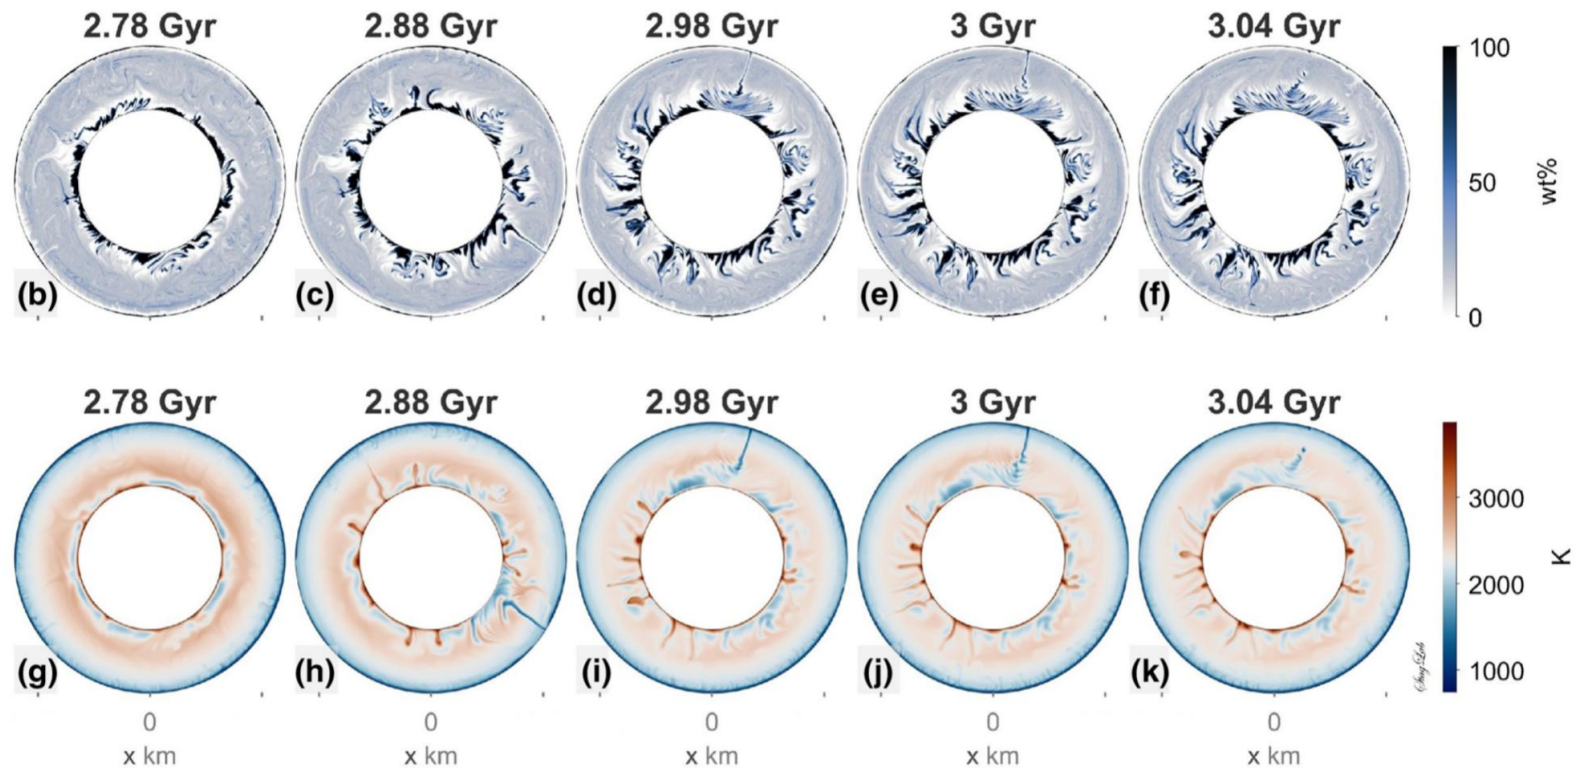 2.78 Gyr 2.88 Gyr 2.98 Gyr 3 Gyr 3.04 Gyr
100
50
0
wt%
(b) (c) (d) (e) (f)
2.78 Gyr 2.88 Gyr 2.98 Gyr 3 Gyr 3.04 Gyr
3000
2000
1000
K
(g) (h) (i) (j) (k)
0 0 0 0 0
x km x km x km x km x km